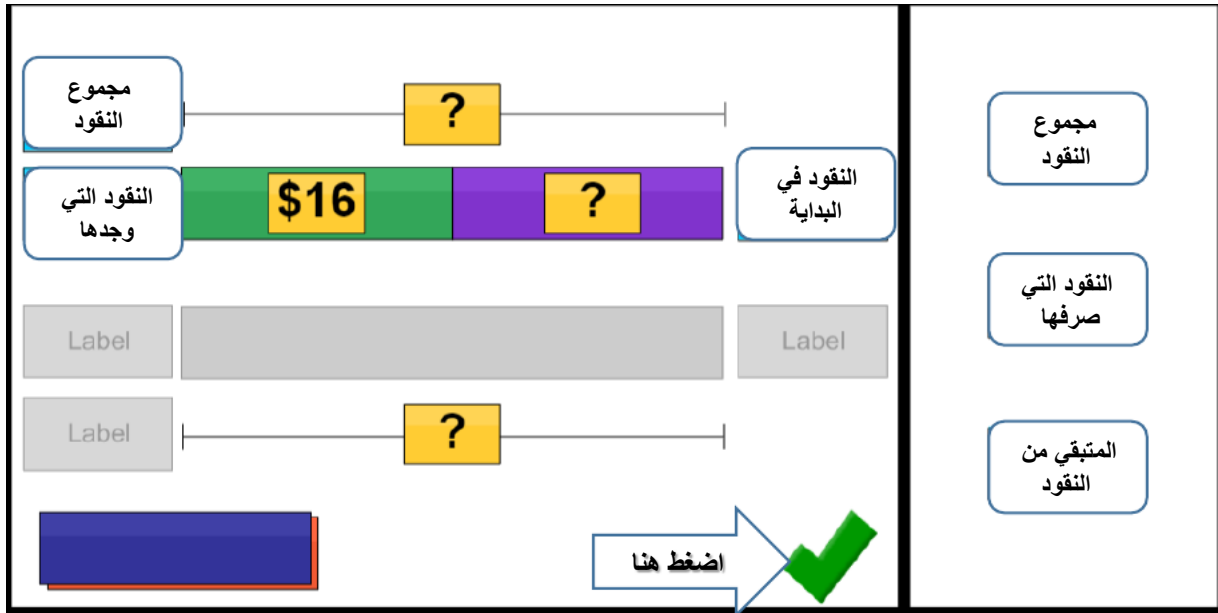 مجموع
النقود
?
النقود التي
وجدها
$16
?
النقود في
البداية
Label
Label
Label
?
اضغط هنا
مجموع
النقود
النقود التي
صرفها
المتبقي من
النقود